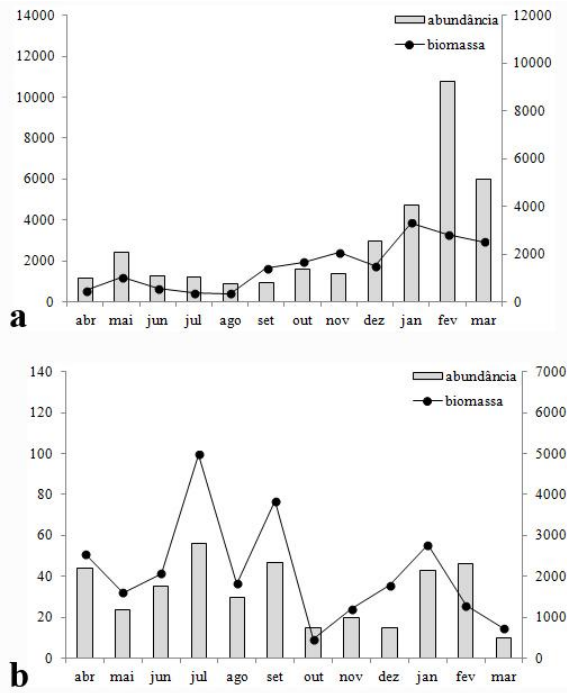 14000 abundância 12000
12000 biomassa 10000
10000
8000 8000
6000 6000
4000 4000
2000 2000
0 0
a abr mai jun jul ago set out nov dez jan fev mar
140 abundância 7000
120 biomassa 6000
100 5000
80 4000
60 3000
40 2000
20 1000
0 0
b abr mai jun jul ago set out nov dez jan fev mar